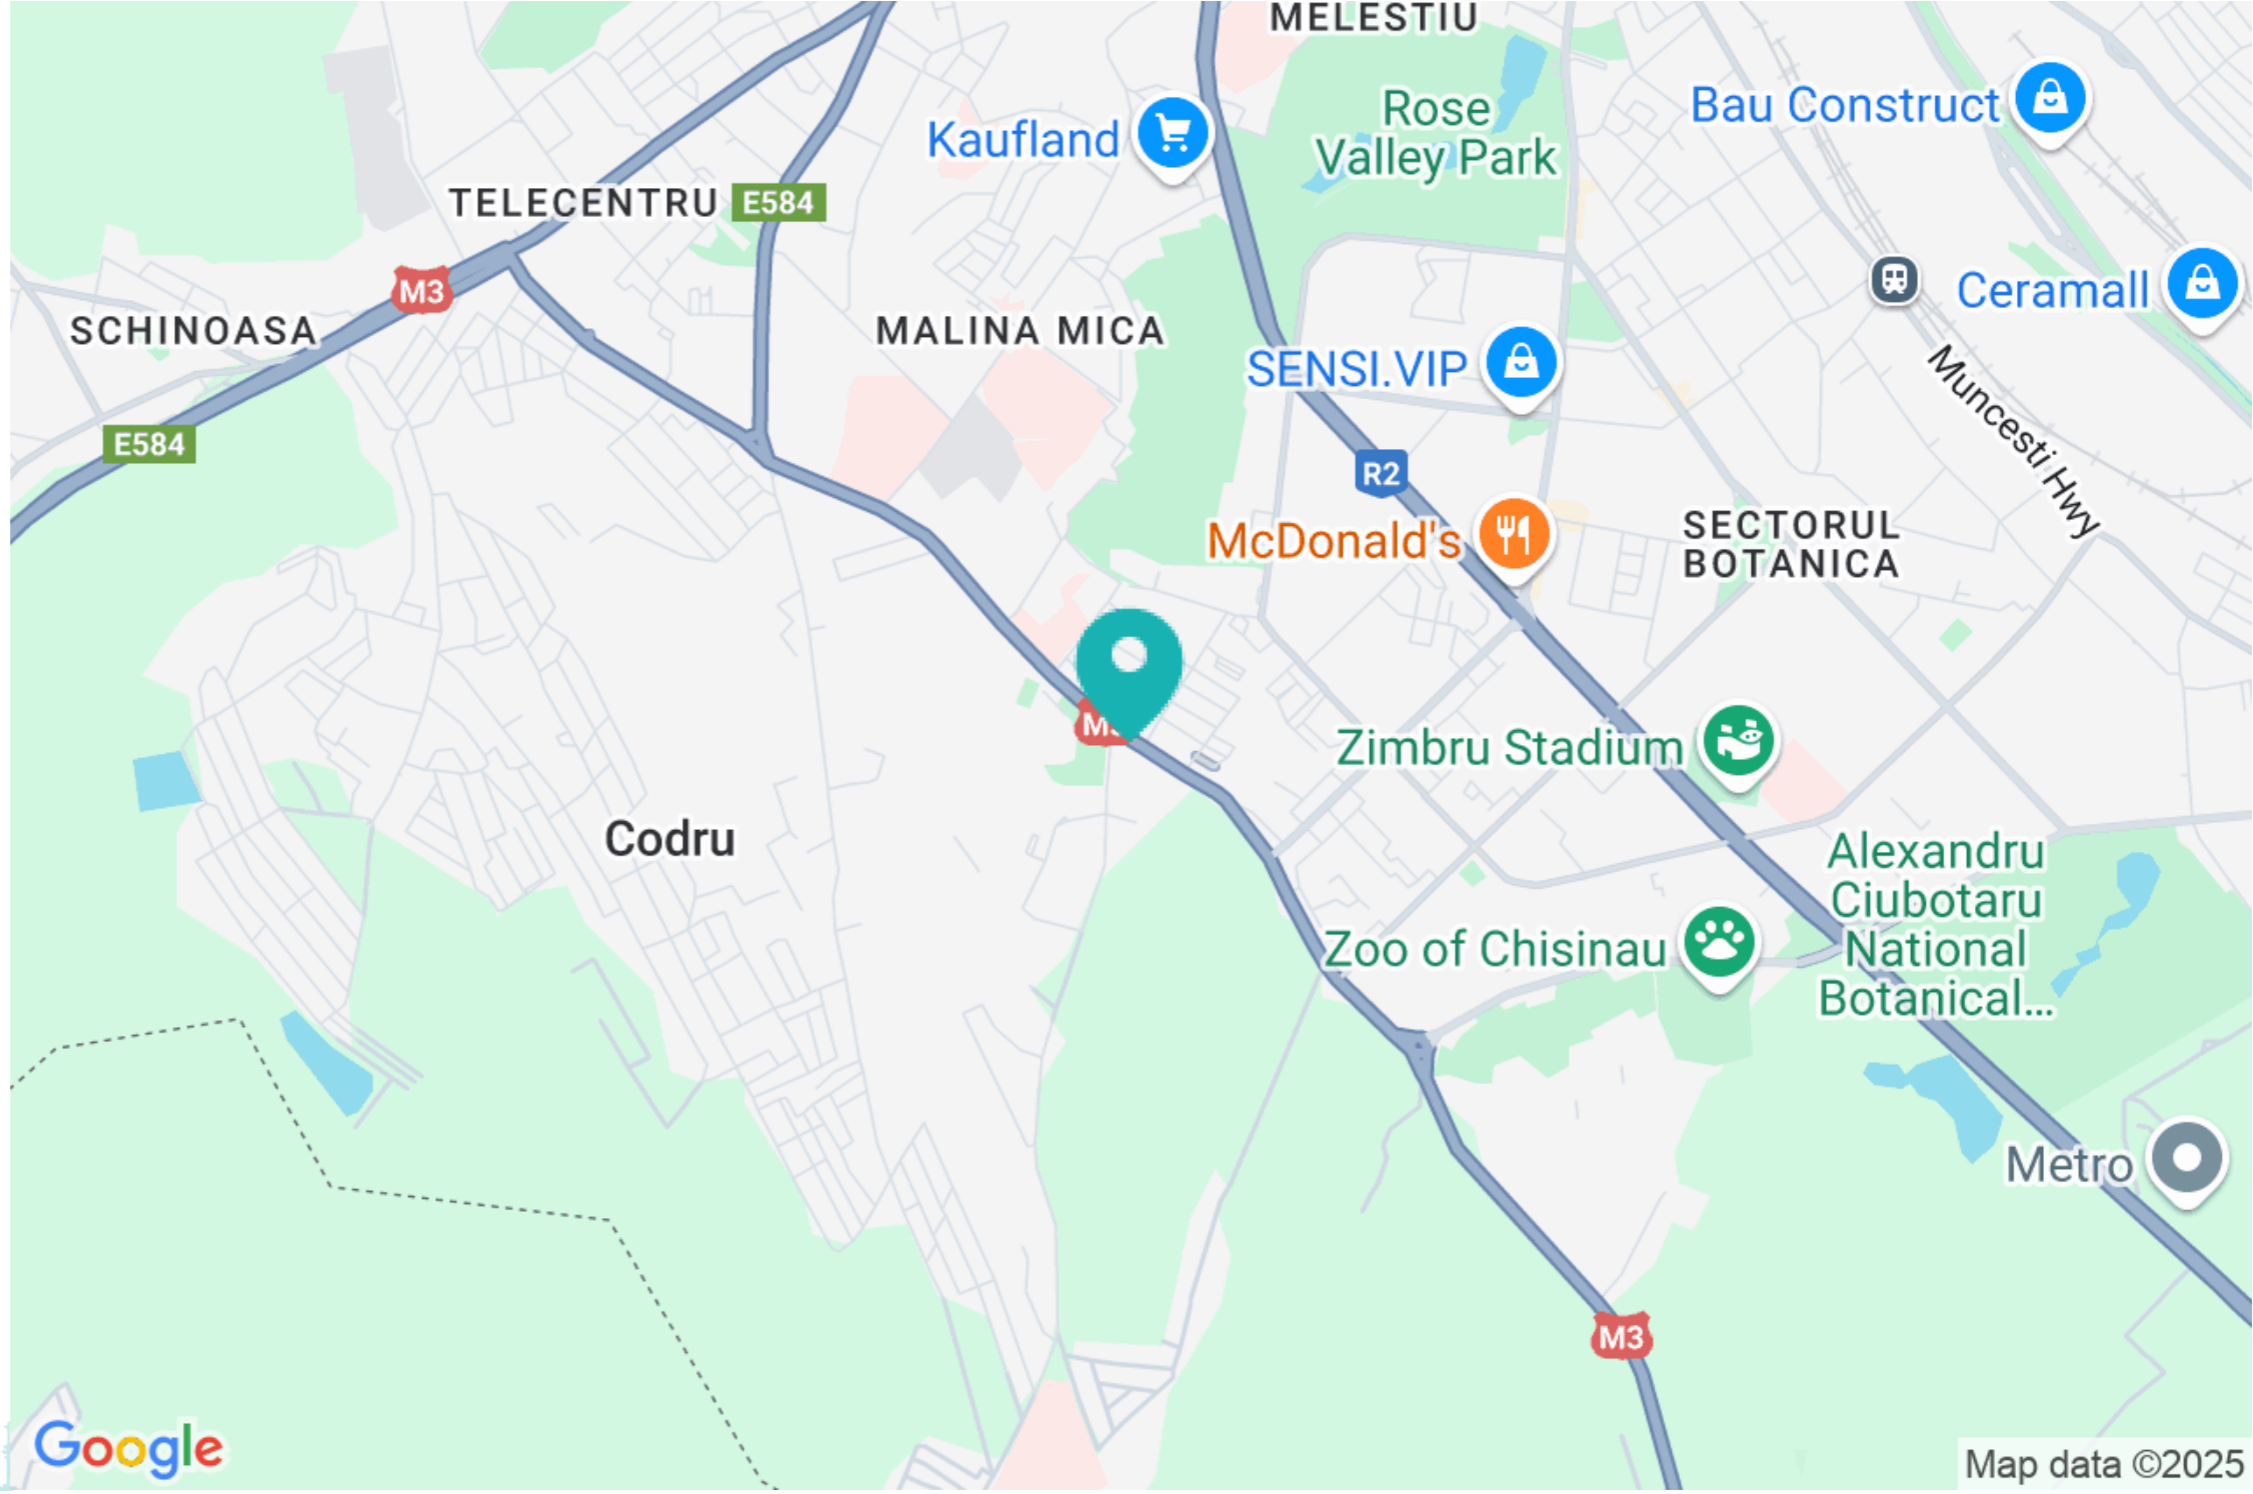 MELESTIU
Rose
Valley Park
Bau Construct
Kaufland
TELECENTRU
E584
M3
SCHINOASA
MALINA MICA
Ceramall
SENSI.VIP
Muncesti Hwy
E584
R2
McDonald's
SECTORUL
BOTANICA
Zimbru Stadium
Codru
Alexandru
Ciubotaru
National
Botanical...
Zoo of Chisinau
Metro
M3
Google
Map data ©2025